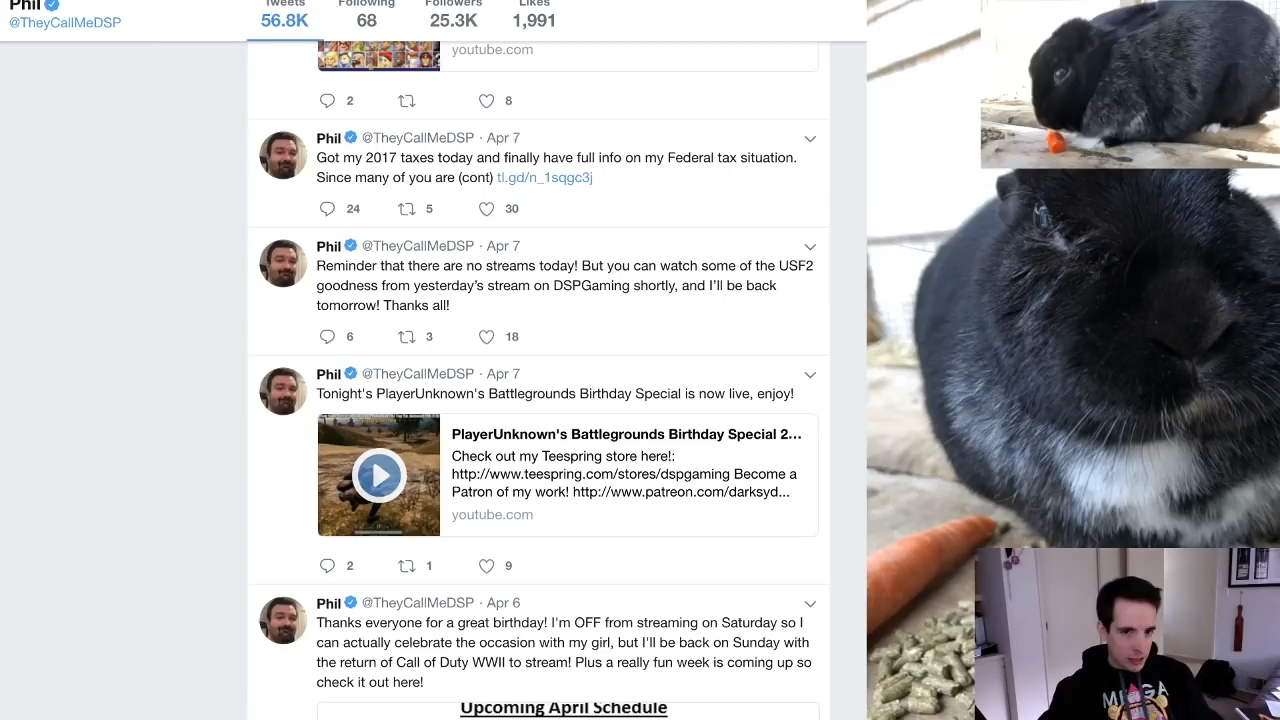 Phil
@TheyCallMeDSP
Tweets Following Followers Likes
56.8K 68 25.3K 1,991
youtube.com
2 8
Phil @TheyCallMeDSP · Apr 7
Got my 2017 taxes today and finally have full info on my Federal tax situation.
Since many of you are (cont) tl.gd/n_1sqgc3j
24 5 30
Phil @TheyCallMeDSP · Apr 7
Reminder that there are no streams today! But you can watch some of the USF2
goodness from yesterday's stream on DSPGaming shortly, and I'll be back
tomorrow! Thanks all!
6 3 18
Phil @TheyCallMeDSP · Apr 7
Tonight's PlayerUnknown's Battlegrounds Birthday Special is now live, enjoy!
PlayerUnknown's Battlegrounds Birthday Special 2...
Check out my Teespring store here!:
http://www.teespring.com/stores/dspgaming Become a
Patron of my work! http://www.patreon.com/darksyd...
youtube.com
2 1 9
Phil @TheyCallMeDSP · Apr 6
Thanks everyone for a great birthday! I'm OFF from streaming on Saturday so I
can actually celebrate the occasion with my girl, but I'll be back on Sunday with
the return of Call of Duty WWII to stream! Plus a really fun week is coming up so
check it out here!
Upcoming April Schedule